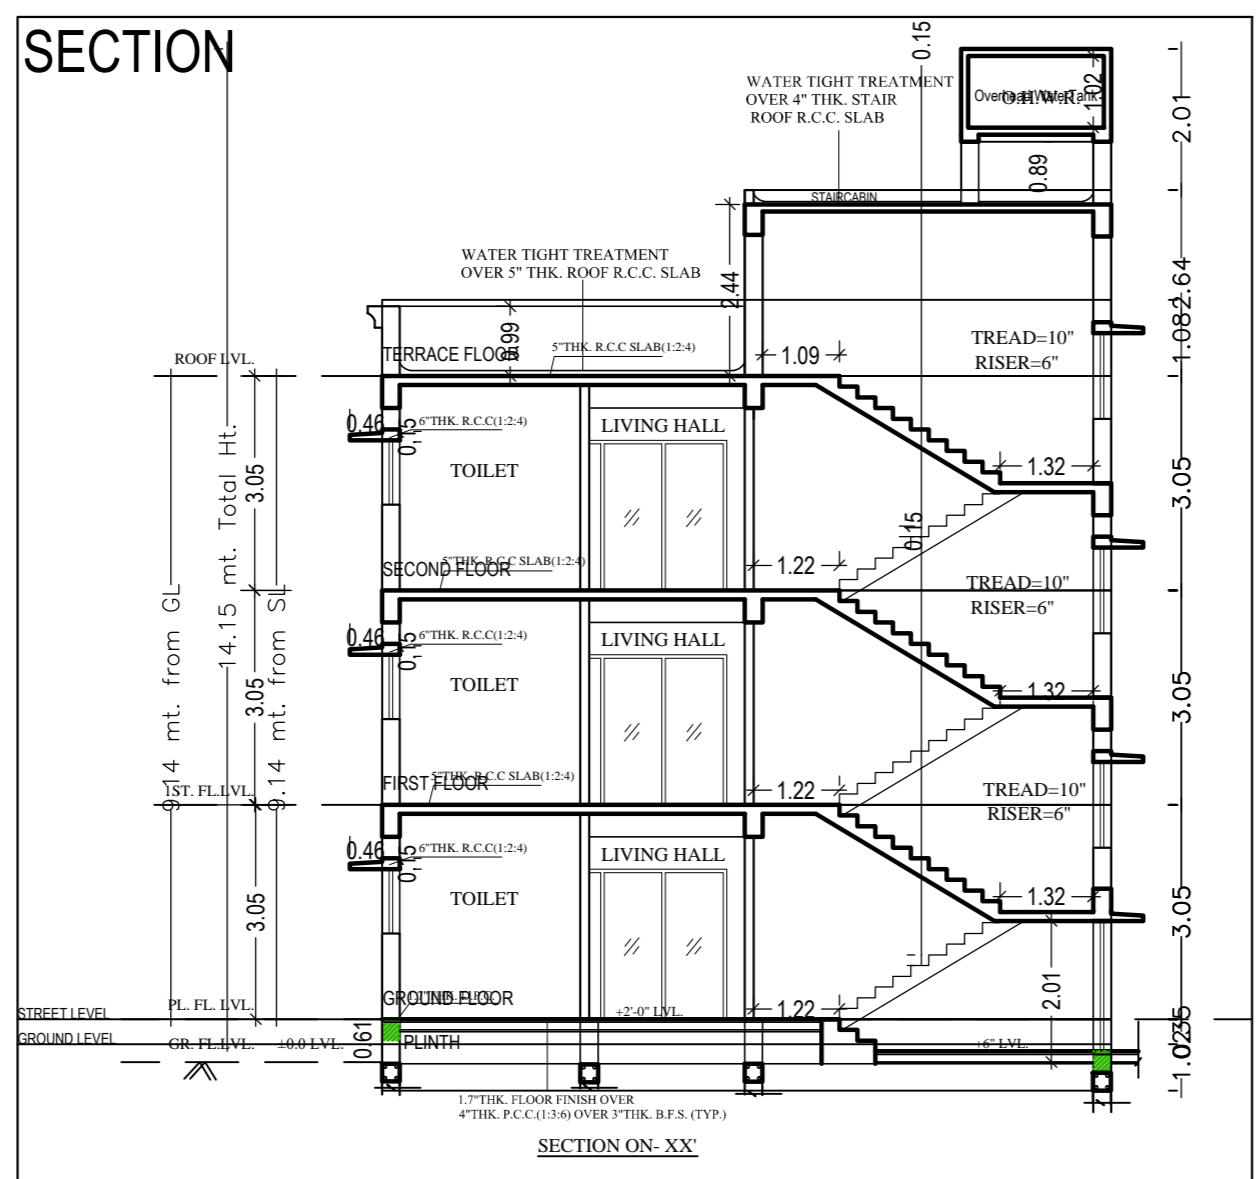 SECTION
0.15
WATER TIGHT TREATMENT
OVER 4" THK. STAIR
ROOF R.C.C. SLAB
Overhead Water Tank
O.H.W.R.
1.02
2.01
0.89
STAIRCABIN
WATER TIGHT TREATMENT
OVER 5" THK. ROOF R.C.C. SLAB
2.44
2.64
1.08
0.99
TREAD=10"
RISER=6"
ROOF LVL.
TERRACE FLOOR
5"THK. R.C.C SLAB(1:2:4)
1.09
0.46
0.15
6"THK. R.C.C(1:2:4)
LIVING HALL
TOILET
1.32
3.05
3.05
14.15 mt. Total Ht.
0.15
SECOND FLOOR
5"THK. R.C.C SLAB(1:2:4)
1.22
TREAD=10"
RISER=6"
9.14 mt. from GL
9.14 mt. from SL
0.46
0.15
6"THK. R.C.C(1:2:4)
LIVING HALL
TOILET
1.32
3.05
3.05
1ST. FL.LVL.
FIRST FLOOR
5"THK. R.C.C SLAB(1:2:4)
1.22
TREAD=10"
RISER=6"
0.46
0.15
6"THK. R.C.C(1:2:4)
LIVING HALL
TOILET
1.32
3.05
3.05
2.01
PL. FL. LVL.
GROUND FLOOR
+2'-0" LVL.
1.22
STREET LEVEL
GROUND LEVEL
GR. FL.LVL.
±0.0 LVL.
0.61
PLINTH
+6" LVL.
1.02
1.7"THK. FLOOR FINISH OVER
4"THK. P.C.C.(1:3:6) OVER 3"THK. B.F.S. (TYP.)
SECTION ON- XX'